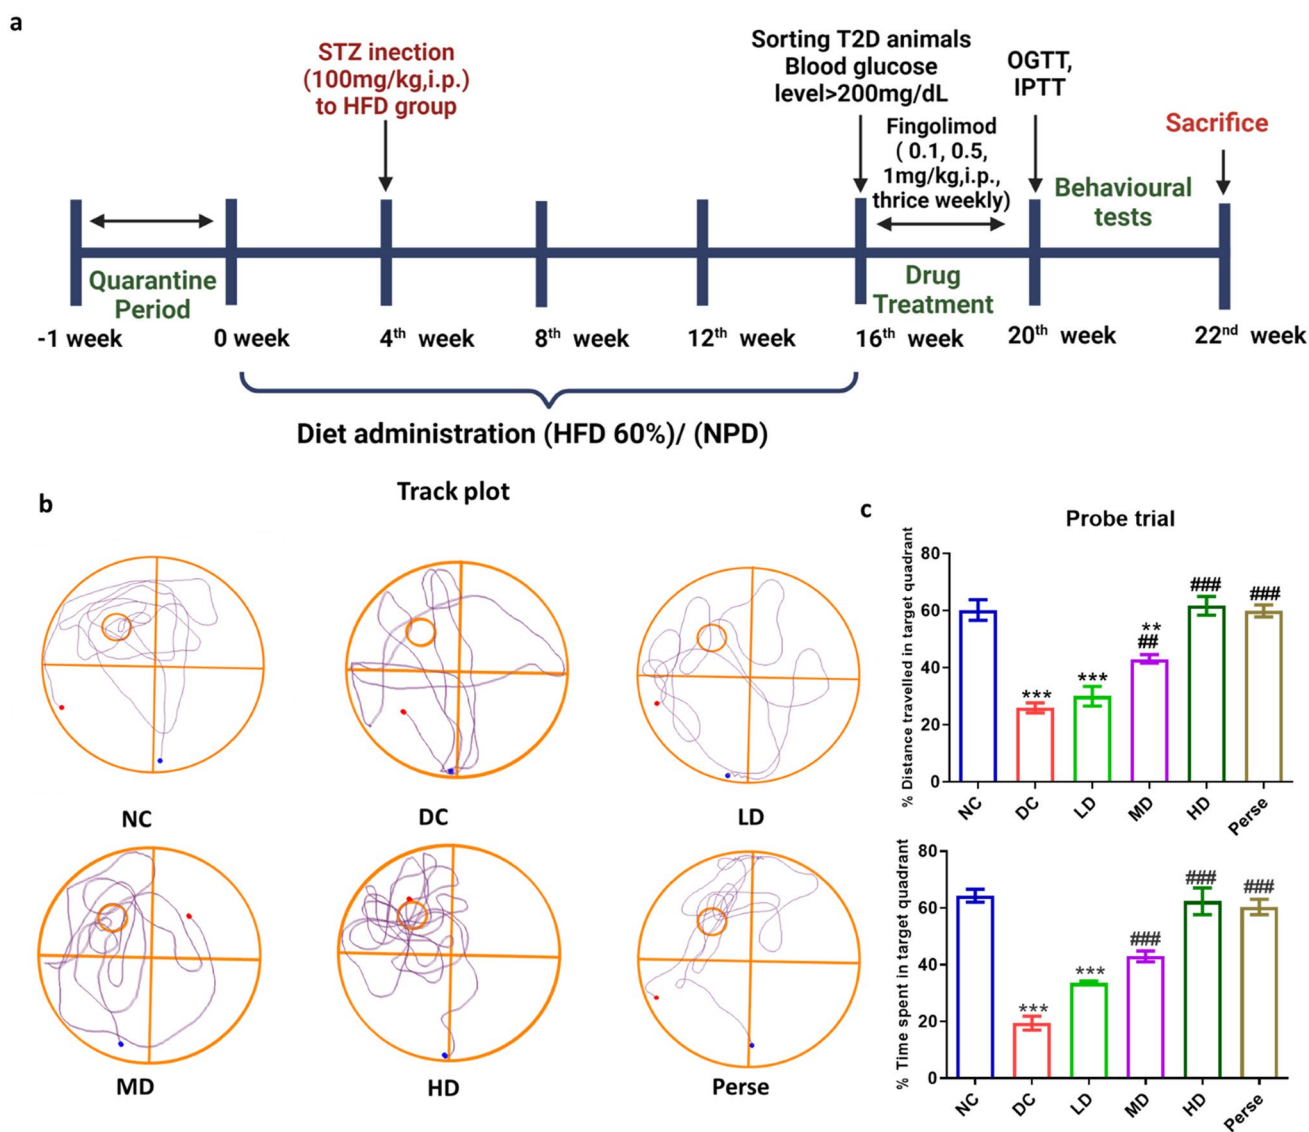 a
STZ inection
(100mg/kg,i.p.)
to HFD group
Sorting T2D animals
Blood glucose
level>200mg/dL
OGTT,
IPTT
Sacrifice
Fingolimod
( 0.1, 0.5,
1mg/kg,i.p.,
thrice weekly)
Behavioural
tests
Quarantine
Period
Drug
Treatment
-1 week
0 week
4th week
8th week
12th week
16th week
20th week
22nd week
Diet administration (HFD 60%)/ (NPD)
b
Track plot
NC
DC
LD
MD
HD
Perse
c
Probe trial
% Distance travelled in target quadrant
80
60
40
20
0
***
***
**
##
###
###
NC
DC
LD
MD
HD
Perse
% Time spent in target quadrant
80
60
40
20
0
***
***
###
###
###
NC
DC
LD
MD
HD
Perse